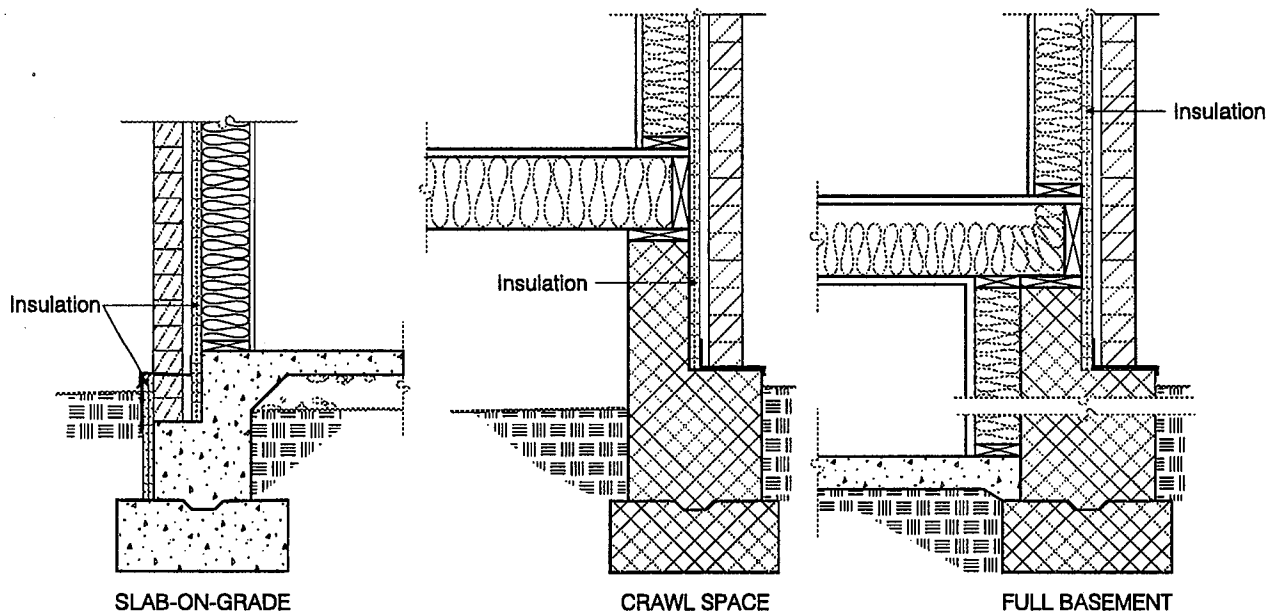 Insulation
Insulation
Insulation
SLAB-ON-GRADE
CRAWL SPACE
FULL BASEMENT